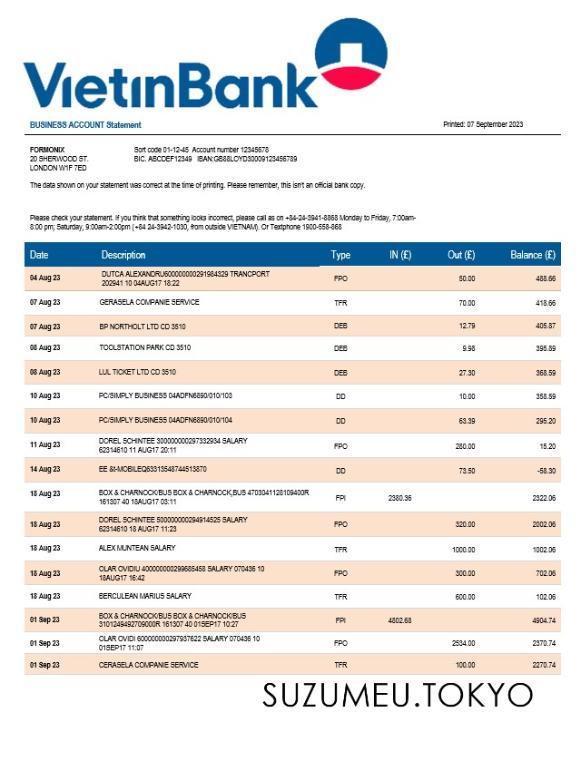 VietinBank
BUSINESS ACCOUNT Statement
Printed: 07 September 2023
FORMONIX
Sort code 01-12-45 Account number 12345678
20 SHERWOOD ST.
BIC. ABCDEF12349 IBAN:GB88LOYD30009123456789
LONDON W1F 7ED
The data shown on your statement was correct at the time of printing. Please remember, this isn't an official bank copy.
Please check your statement. If you think that something looks incorrect, please call as on +84-24-3941-8868 Monday to Friday, 7:00am-
8:00 pm; Saturday, 9:00am-2:00pm (+84 24-3942-1030, from outside VIETNAM). Or Textphone 1900-558-868
Date Description Type IN (£) Out (£) Balance (£)
04 Aug 23 DUTCA ALEXANDRU600000000291984329 TRANCPORT FPO 50.00 488.66
202941 10 04AUG17 18:22
07 Aug 23 GERASELA COMPANIE SERVICE TFR 70.00 418.66
07 Aug 23 BP NORTHOLT LTD CD 3510 DEB 12.79 405.87
08 Aug 23 TOOLSTATION PARK CD 3510 DEB 9.98 395.89
08 Aug 23 LUL TICKET LTD CD 3510 DEB 27.30 368.59
10 Aug 23 PC/SIMPLY BUSINESS 04ADFN6890/010/103 DD 10.00 358.59
10 Aug 23 PC/SIMPLY BUSINESS 04ADFN6890/010/104 DD 63.39 295.20
11 Aug 23 DOREL SCHINTEE 300000000297332934 SALARY FPO 280.00 15.20
62314610 11 AUG17 20:11
14 Aug 23 EE &t-MOBILEQ63313548744513870 DD 73.50 -58.30
18 Aug 23 BOX & CHARNOCK/BUS BOX & CHARNOCK,BUS 4703041128109400R FPI 2380.36 2322.06
161307 40 18AUG17 03:11
18 Aug 23 DOREL SCHINTEE 500000000294914525 SALARY FPO 320.00 2002.06
62314610 18 AUG17 11:23
18 Aug 23 ALEX MUNTEAN SALARY TFR 1000.00 1002.06
18 Aug 23 OLAR OVIDIU 400000000299685458 SALARY 070436 10 FPO 300.00 702.06
18AUG17 16:42
18 Aug 23 BERCULEAN MARIUS SALARY TFR 600.00 102.06
01 Sep 23 BOX & CHARNOCK/BUS BOX & CHARNOCK/BUS FPI 4802.68 4904.74
3101249492709000R 161307 40 01SEP17 10:27
01 Sep 23 OLAR OVIDI 600000000297937622 SALARY 070436 10 FPO 2534.00 2370.74
01SEP17 11:07
01 Sep 23 CERASELA COMPANIE SERVICE TFR 100.00 2270.74
SUZUMEU.TOKYO